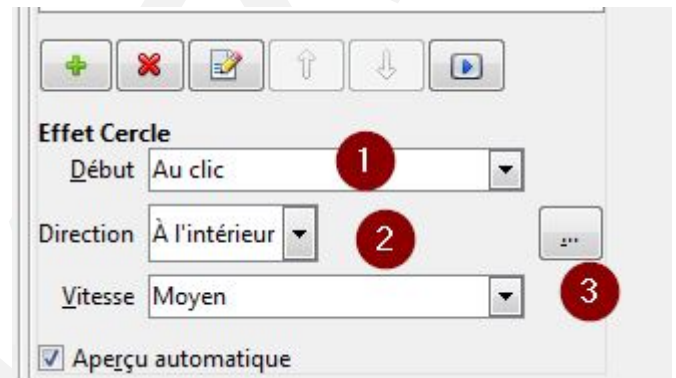 Effet Cercle
Début Au clic 1
Direction À l'intérieur 2 ...
Vitesse Moyen 3
Aperçu automatique